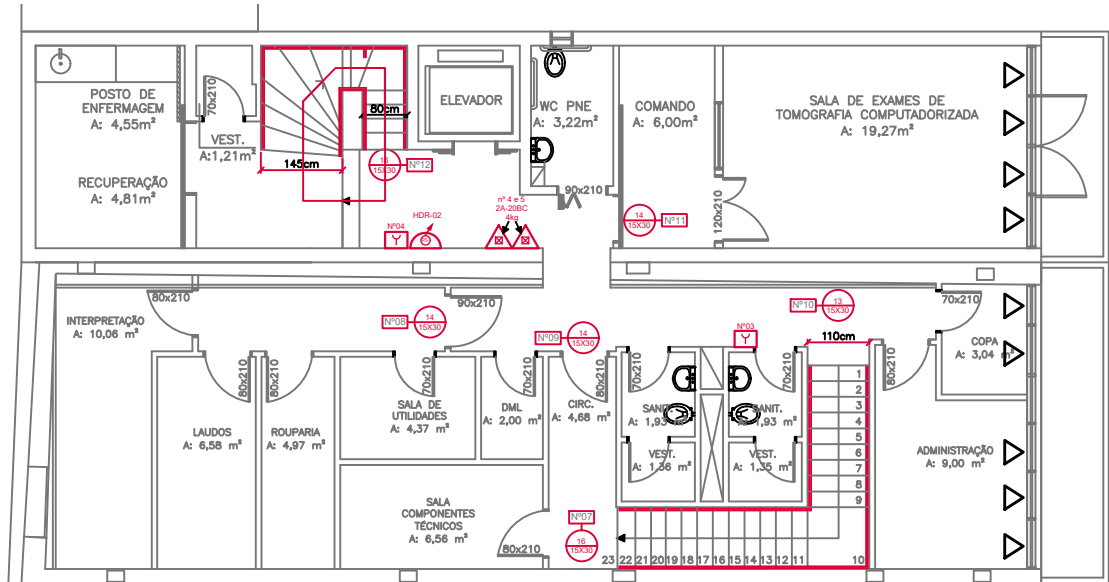 POSTO DE
ENFERMAGEM
A: 4,55m²
RECUPERAÇÃO
A: 4,81m²
70x210
VEST.
A:1,21m²
145cm
80cm
15X30
Nº12
ELEVADOR
WC PNE
A: 3,22m²
90x210
COMANDO
A: 6,00m²
14
15X30
Nº11
120x210
SALA DE EXAMES DE
TOMOGRAFIA COMPUTADORIZADA
A: 19,27m²
Nº04
HDR-02
nº 4 e 5
2A-20BC
4kg
INTERPRETAÇÃO
A: 10,06 m²
80x210
Nº08
14
15X30
90x210
Nº09
14
15X30
Nº03
Nº10
13
15X30
110cm
70x210
COPA
A: 3,04 m²
80x210
LAUDOS
A: 6,58 m²
80x210
ROUPARIA
A: 4,97 m²
80x210
SALA DE
UTILIDADES
A: 4,37 m²
70x210
DML
A: 2,00 m²
70x210
CIRC.
A: 4,68 m²
80x210
SANIT.
A: 1,93 m²
70x210
SANIT.
A: 1,93 m²
70x210
VEST.
A: 1,36 m²
VEST.
A: 1,35 m²
ADMINISTRAÇÃO
A: 9,00 m²
SALA
COMPONENTES
TÉCNICOS
A: 6,56 m²
80x210
Nº07
16
15X30
1
2
3
4
5
6
7
8
9
23 22 21 20 19 18 17 16 15 14 13 12 11 10